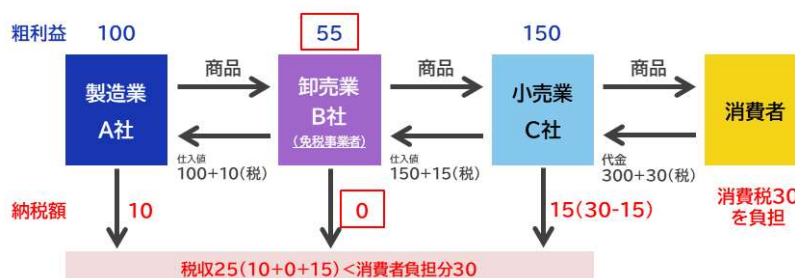 粗利益 100 55 150
商品 商品 商品
製造業
A社
卸売業
B社
(免税事業者)
小売業
C社
消費者
仕入値
100+10(税)
仕入値
150+15(税)
代金
300+30(税)
納税額 10 0 15(30-15)
消費税30
を負担
税収25(10+0+15)<消費者負担分30